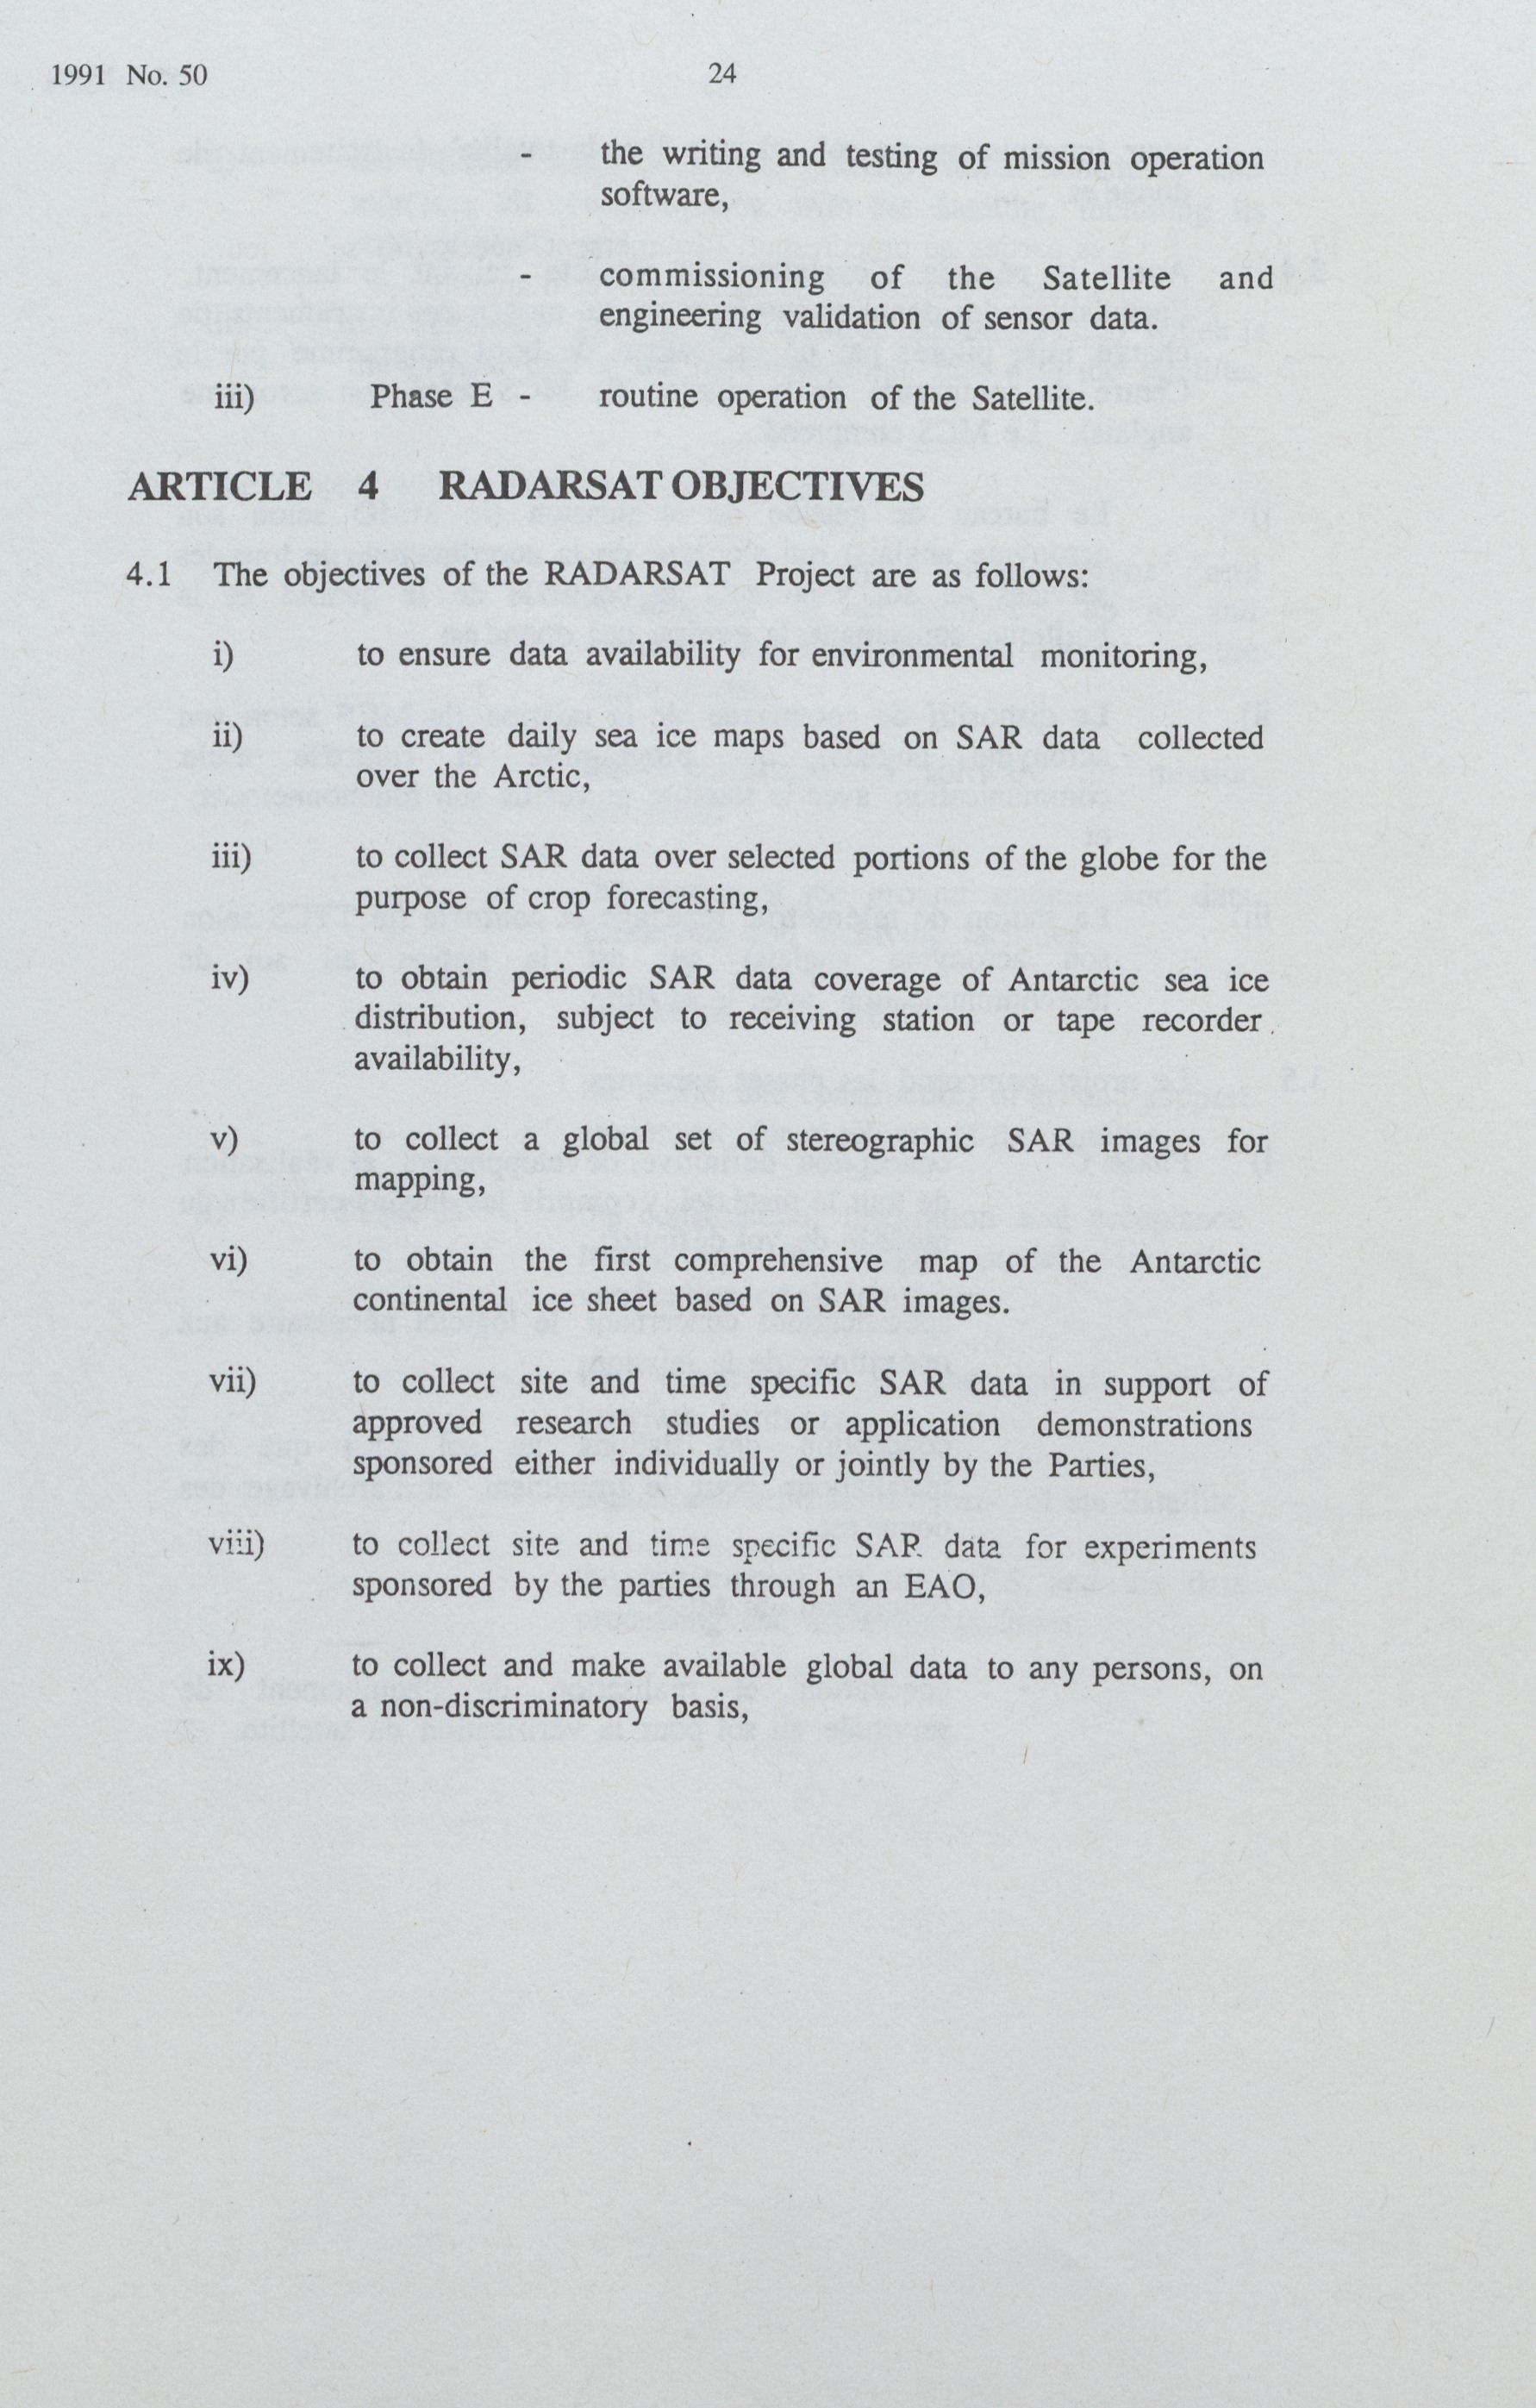 1991 No. 50
24
- the writing and testing of mission operation
software,
- commissioning of the Satellite and
engineering validation of sensor data.
iii) Phase E - routine operation of the Satellite.
ARTICLE 4 RADARSAT OBJECTIVES
4.1 The objectives of the RADARSAT Project are as follows:
i) to ensure data availability for environmental monitoring,
ii) to create daily sea ice maps based on SAR data collected
over the Arctic,
iii) to collect SAR data over selected portions of the globe for the
purpose of crop forecasting,
iv) to obtain periodic SAR data coverage of Antarctic sea ice
distribution, subject to receiving station or tape recorder
availability,
v) to collect a global set of stereographic SAR images for
mapping,
vi) to obtain the first comprehensive map of the Antarctic
continental ice sheet based on SAR images.
vii) to collect site and time specific SAR data in support of
approved research studies or application demonstrations
sponsored either individually or jointly by the Parties,
viii) to collect site and time specific SAR data for experiments
sponsored by the parties through an EAO,
ix) to collect and make available global data to any persons, on
a non-discriminatory basis,